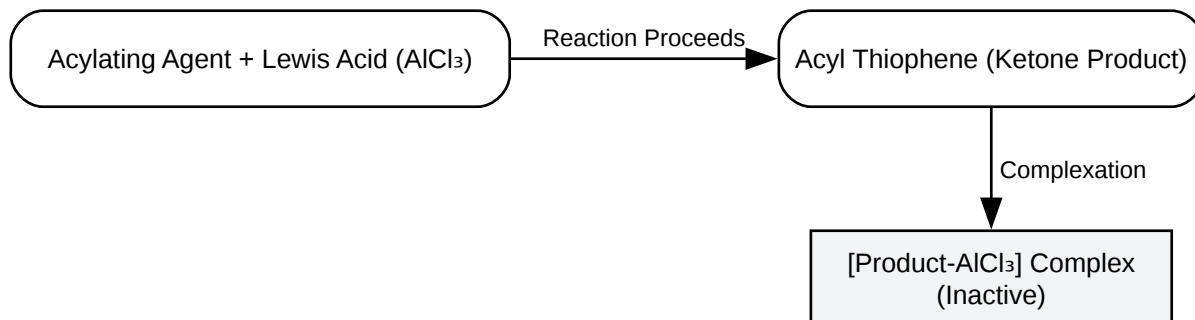 Acylating Agent + Lewis Acid (AlCl₃)
Reaction Proceeds
Acyl Thiophene (Ketone Product)
Complexation
[Product-AlCl₃] Complex
(Inactive)